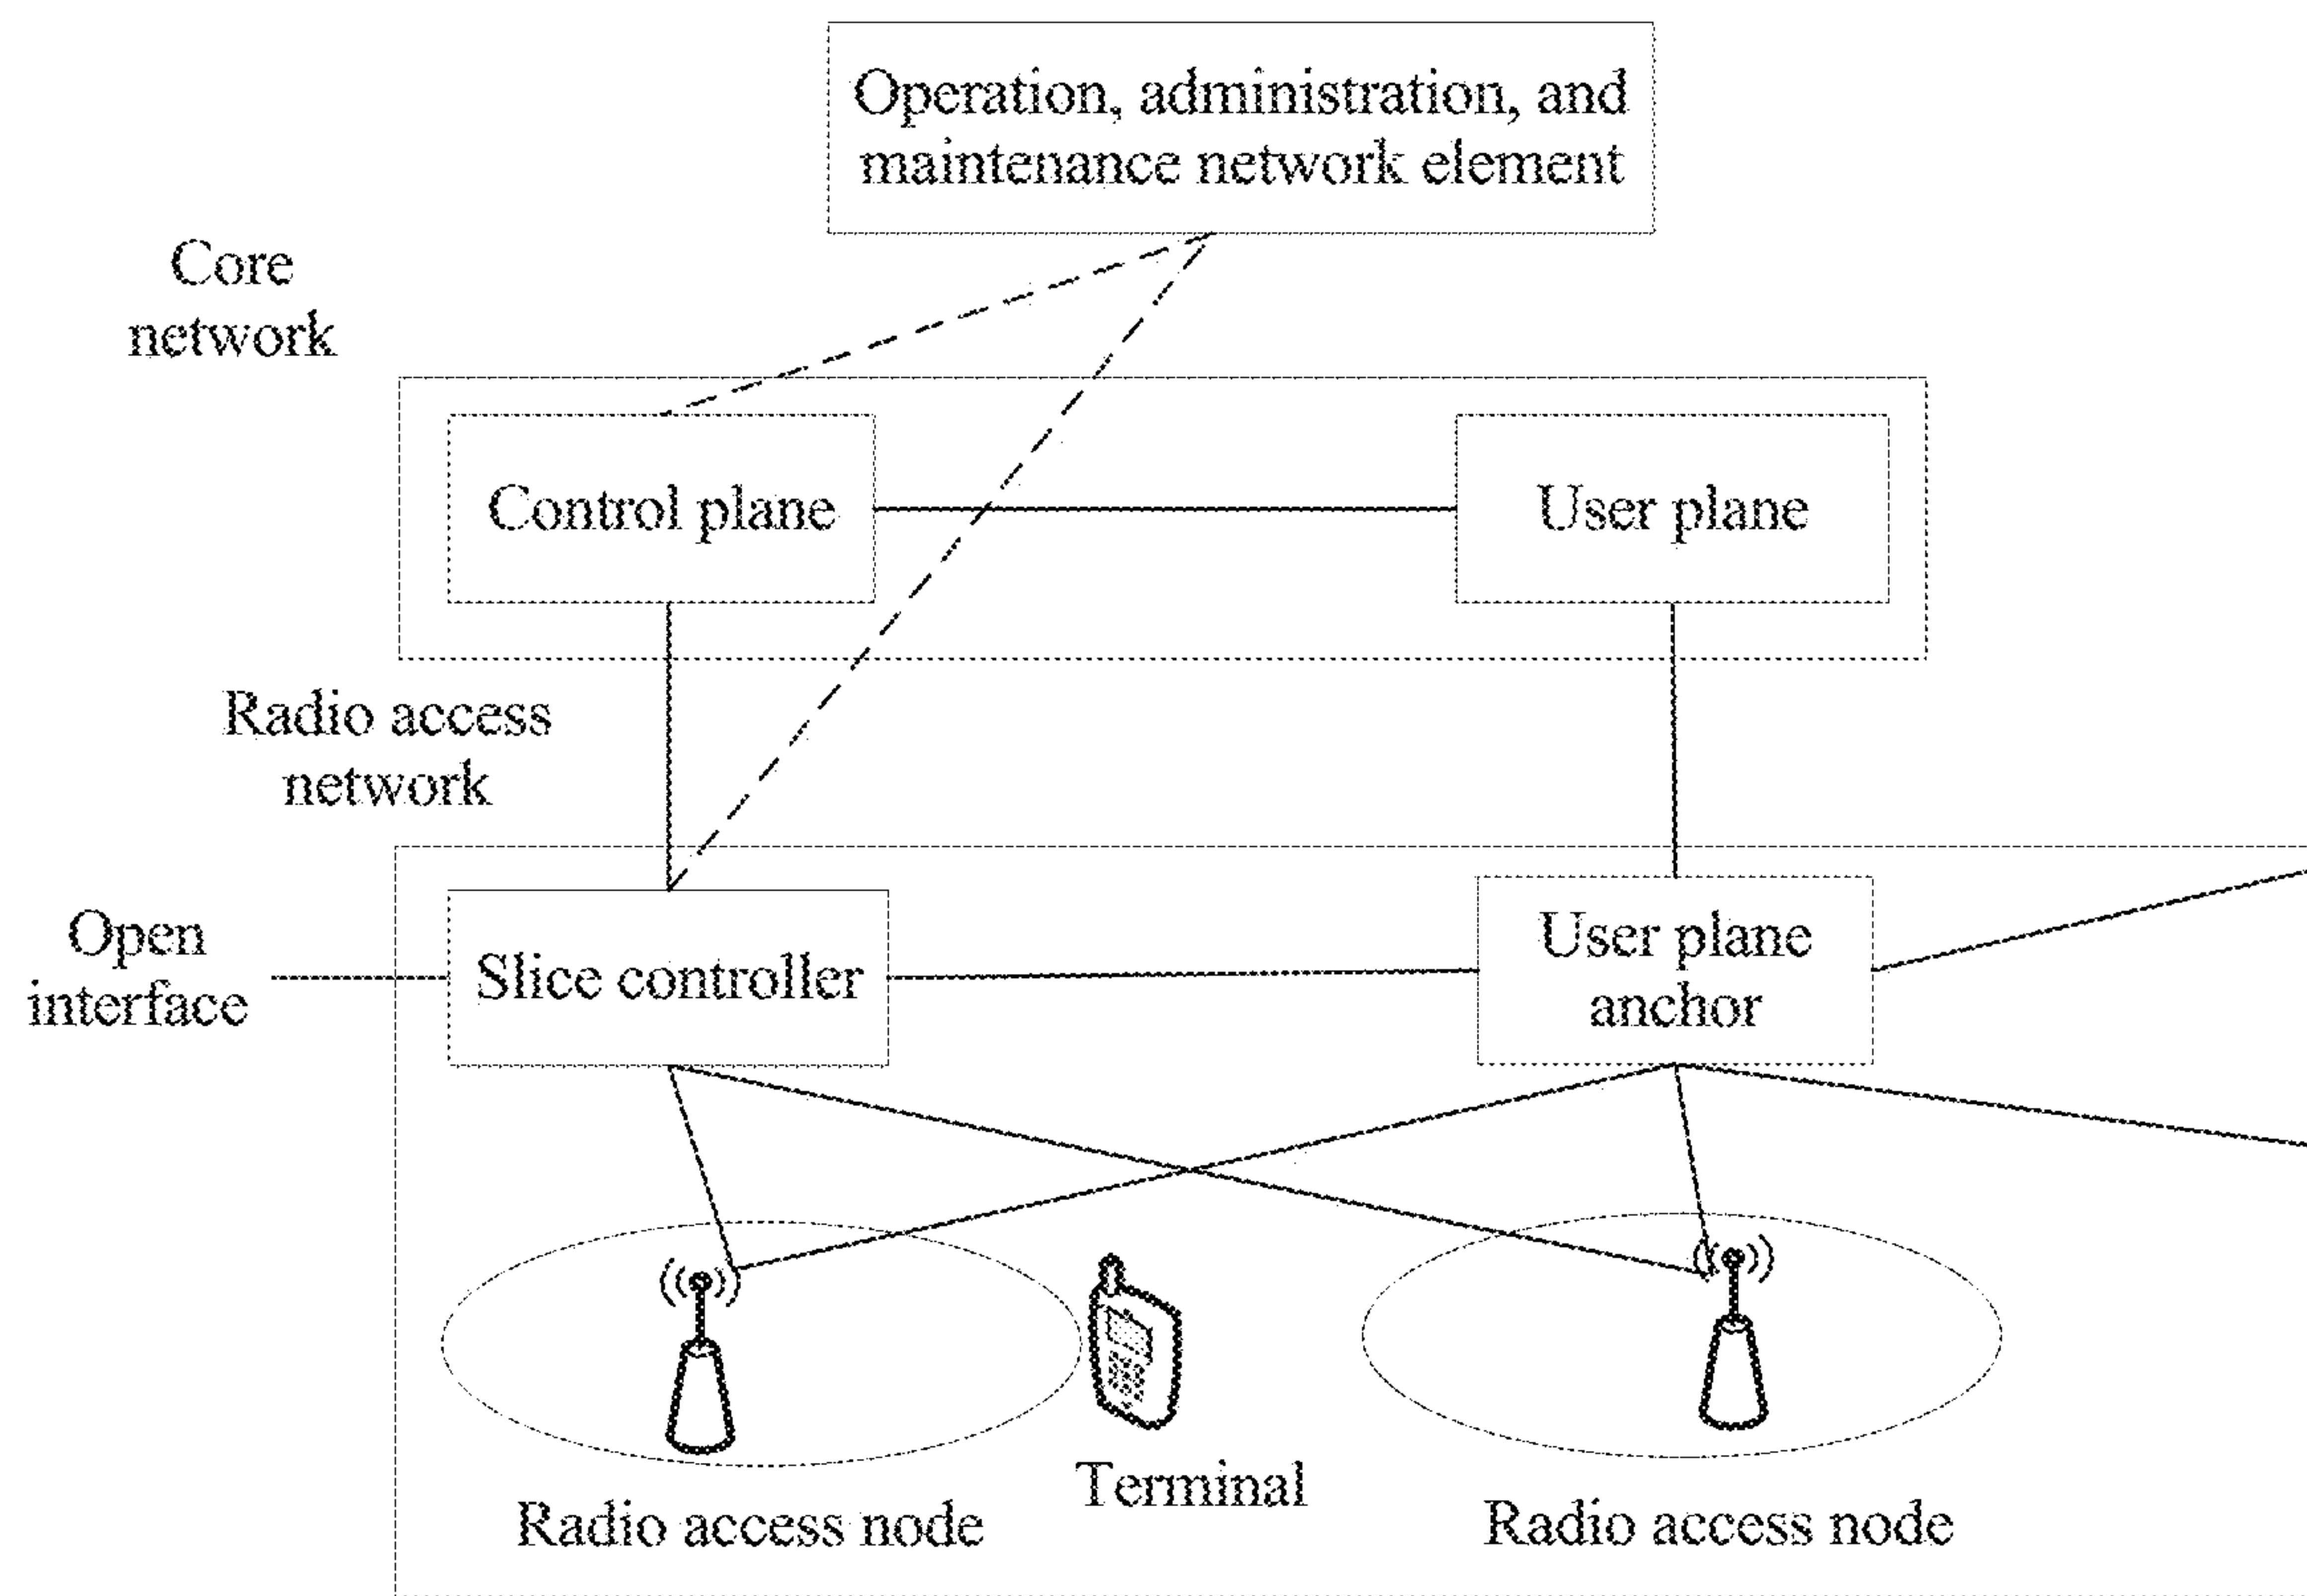 Operation, administration, and
maintenance network element
Core
network
Control plane
User plane
Radio access
network
Open
interface
Slice controller
User plane
anchor
Terminal
Radio access node
Radio access node